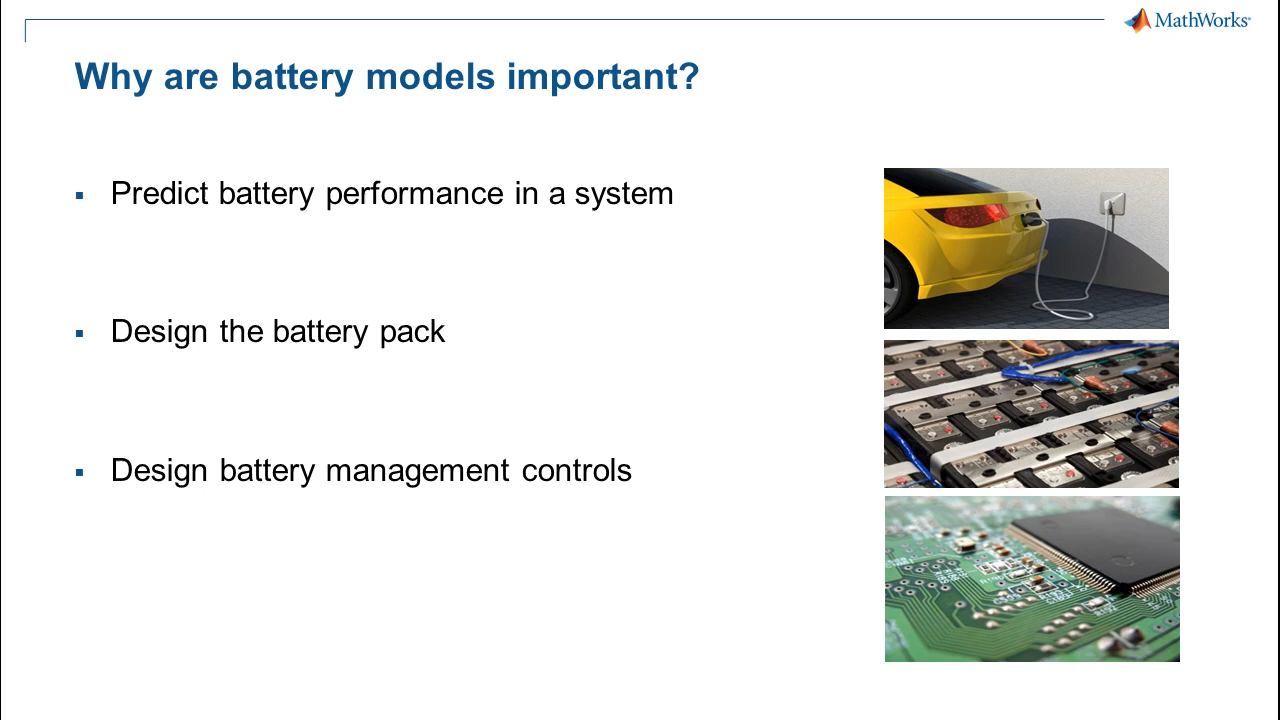 MathWorks
Why are battery models important?
Predict battery performance in a system
Design the battery pack
Design battery management controls